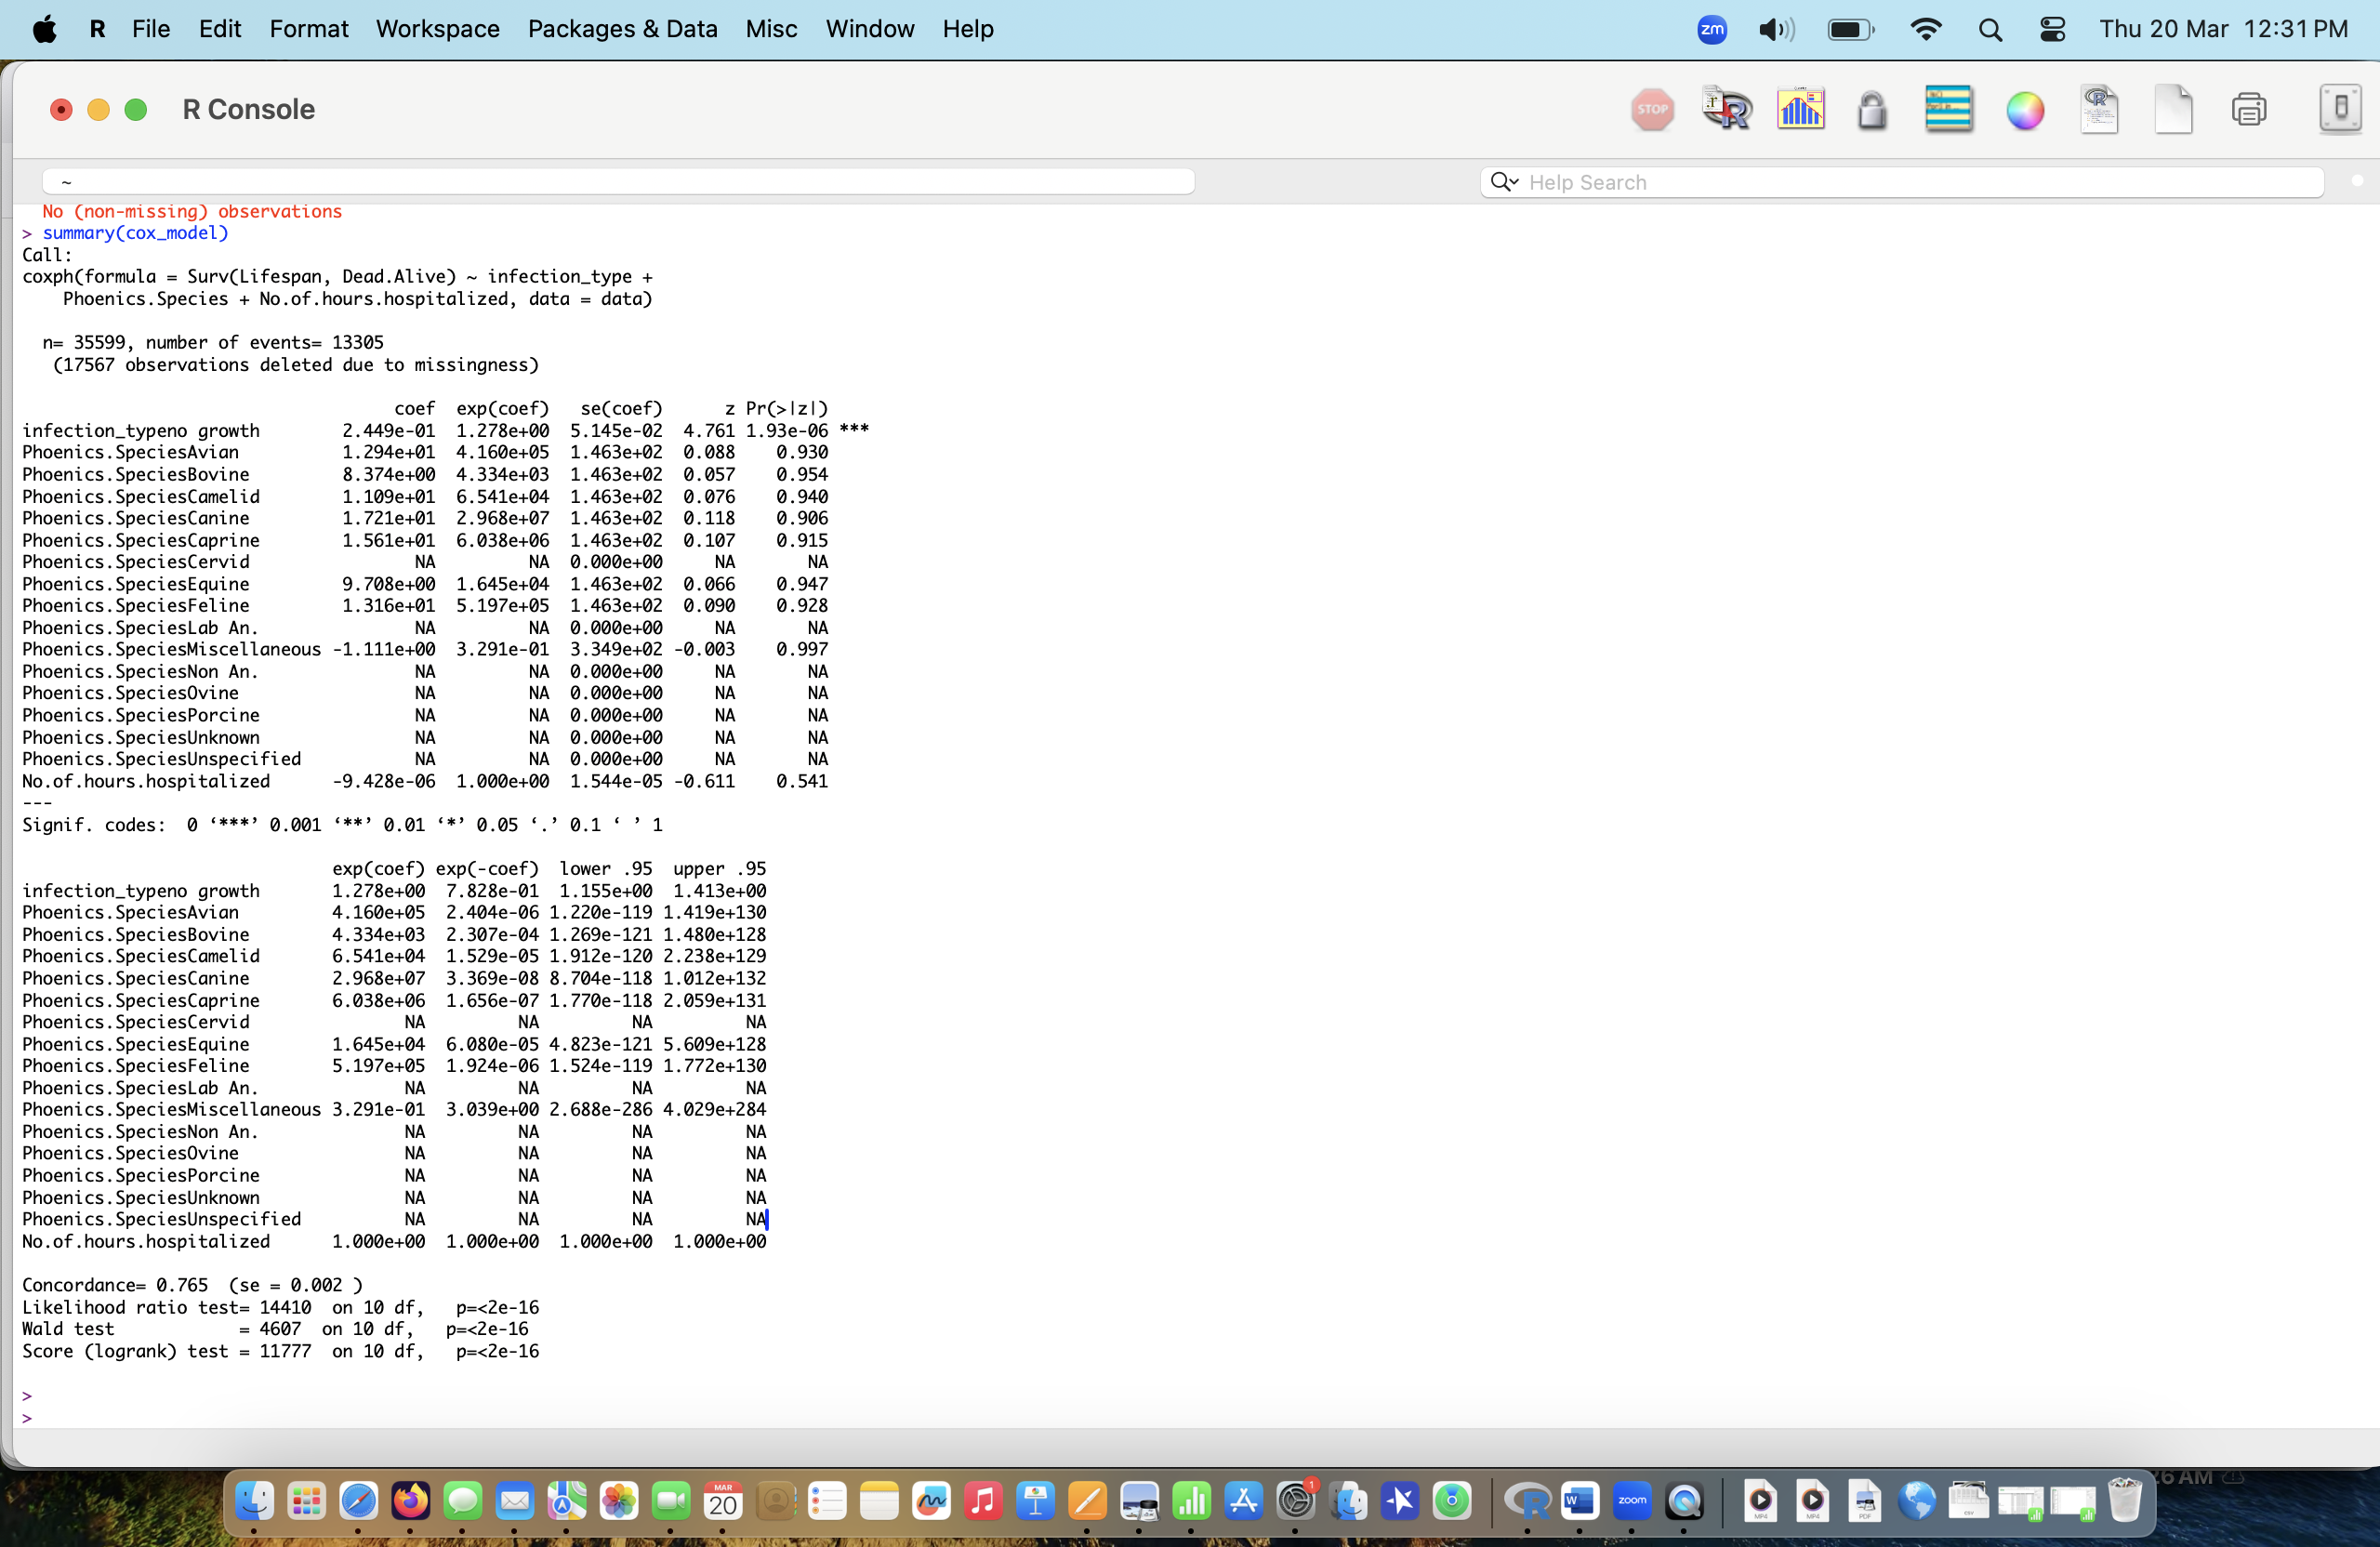 R File Edit Format Workspace Packages & Data Misc Window Help zm Thu 20 Mar 12:31 PM
R Console STOP
~ Help Search
No (non-missing) observations
> summary(cox_model)
Call:
coxph(formula = Surv(Lifespan, Dead.Alive) ~ infection_type +
    Phoenics.Species + No.of.hours.hospitalized, data = data)
  n= 35599, number of events= 13305
   (17567 observations deleted due to missingness)
                                coef  exp(coef)   se(coef)      z Pr(>|z|)
infection_typeno growth        2.449e-01  1.278e+00  5.145e-02  4.761 1.93e-06 ***
Phoenics.SpeciesAvian          1.294e+01  4.160e+05  1.463e+02  0.088    0.930
Phoenics.SpeciesBovine         8.374e+00  4.334e+03  1.463e+02  0.057    0.954
Phoenics.SpeciesCamelid        1.109e+01  6.541e+04  1.463e+02  0.076    0.940
Phoenics.SpeciesCanine         1.721e+01  2.968e+07  1.463e+02  0.118    0.906
Phoenics.SpeciesCaprine        1.561e+01  6.038e+06  1.463e+02  0.107    0.915
Phoenics.SpeciesCervid                NA         NA  0.000e+00     NA       NA
Phoenics.SpeciesEquine         9.708e+00  1.645e+04  1.463e+02  0.066    0.947
Phoenics.SpeciesFeline         1.316e+01  5.197e+05  1.463e+02  0.090    0.928
Phoenics.SpeciesLab An.               NA         NA  0.000e+00     NA       NA
Phoenics.SpeciesMiscellaneous -1.111e+00  3.291e-01  3.349e+02 -0.003    0.997
Phoenics.SpeciesNon An.               NA         NA  0.000e+00     NA       NA
Phoenics.SpeciesOvine                 NA         NA  0.000e+00     NA       NA
Phoenics.SpeciesPorcine               NA         NA  0.000e+00     NA       NA
Phoenics.SpeciesUnknown               NA         NA  0.000e+00     NA       NA
Phoenics.SpeciesUnspecified           NA         NA  0.000e+00     NA       NA
No.of.hours.hospitalized      -9.428e-06  1.000e+00  1.544e-05 -0.611    0.541
---
Signif. codes:  0 ‘***’ 0.001 ‘**’ 0.01 ‘*’ 0.05 ‘.’ 0.1 ‘ ’ 1
                              exp(coef) exp(-coef)  lower .95  upper .95
infection_typeno growth       1.278e+00  7.828e-01  1.155e+00  1.413e+00
Phoenics.SpeciesAvian         4.160e+05  2.404e-06 1.220e-119 1.419e+130
Phoenics.SpeciesBovine        4.334e+03  2.307e-04 1.269e-121 1.480e+128
Phoenics.SpeciesCamelid       6.541e+04  1.529e-05 1.912e-120 2.238e+129
Phoenics.SpeciesCanine        2.968e+07  3.369e-08 8.704e-118 1.012e+132
Phoenics.SpeciesCaprine       6.038e+06  1.656e-07 1.770e-118 2.059e+131
Phoenics.SpeciesCervid               NA         NA         NA         NA
Phoenics.SpeciesEquine        1.645e+04  6.080e-05 4.823e-121 5.609e+128
Phoenics.SpeciesFeline        5.197e+05  1.924e-06 1.524e-119 1.772e+130
Phoenics.SpeciesLab An.              NA         NA         NA         NA
Phoenics.SpeciesMiscellaneous 3.291e-01  3.039e+00 2.688e-286 4.029e+284
Phoenics.SpeciesNon An.              NA         NA         NA         NA
Phoenics.SpeciesOvine                NA         NA         NA         NA
Phoenics.SpeciesPorcine              NA         NA         NA         NA
Phoenics.SpeciesUnknown              NA         NA         NA         NA
Phoenics.SpeciesUnspecified          NA         NA         NA         NA
No.of.hours.hospitalized      1.000e+00  1.000e+00  1.000e+00  1.000e+00
Concordance= 0.765  (se = 0.002 )
Likelihood ratio test= 14410  on 10 df,   p=<2e-16
Wald test            = 4607  on 10 df,   p=<2e-16
Score (logrank) test = 11777  on 10 df,   p=<2e-16
>
>
26 AM
MAR
20
1
W
zoom
MP4
MP4
PDF
CSV